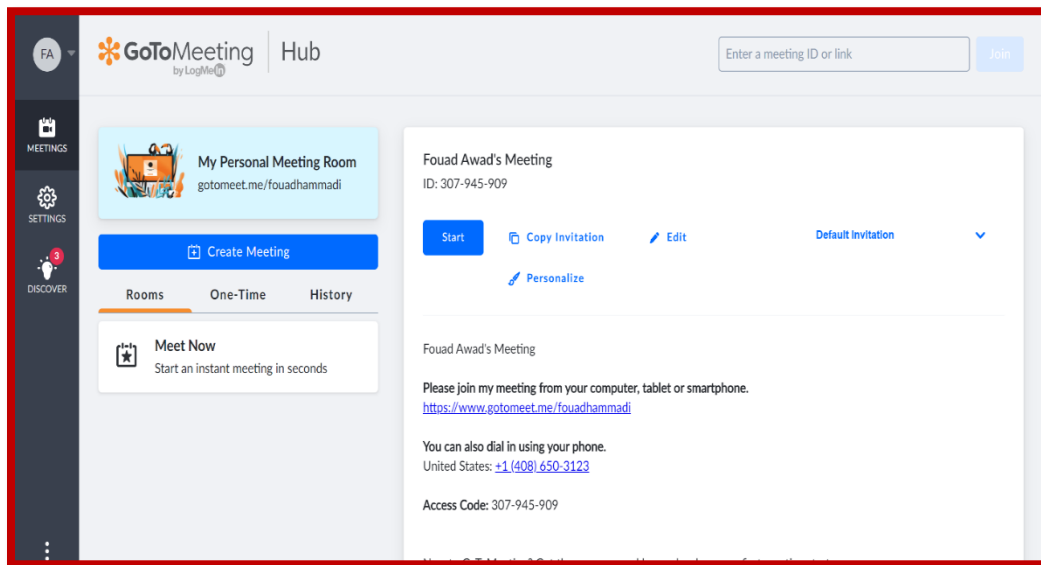 FA
GoToMeeting
by LogMeIn
Hub
Enter a meeting ID or link
Join
MEETINGS
SETTINGS
3
DISCOVER
My Personal Meeting Room
gotomeet.me/fouadhammadi
Create Meeting
Rooms One-Time History
Meet Now
Start an instant meeting in seconds
Fouad Awad's Meeting
ID: 307-945-909
Start Copy Invitation Edit Default Invitation
Personalize
Fouad Awad's Meeting
Please join my meeting from your computer, tablet or smartphone.
https://www.gotomeet.me/fouadhammadi
You can also dial in using your phone.
United States: +1 (408) 650-3123
Access Code: 307-945-909